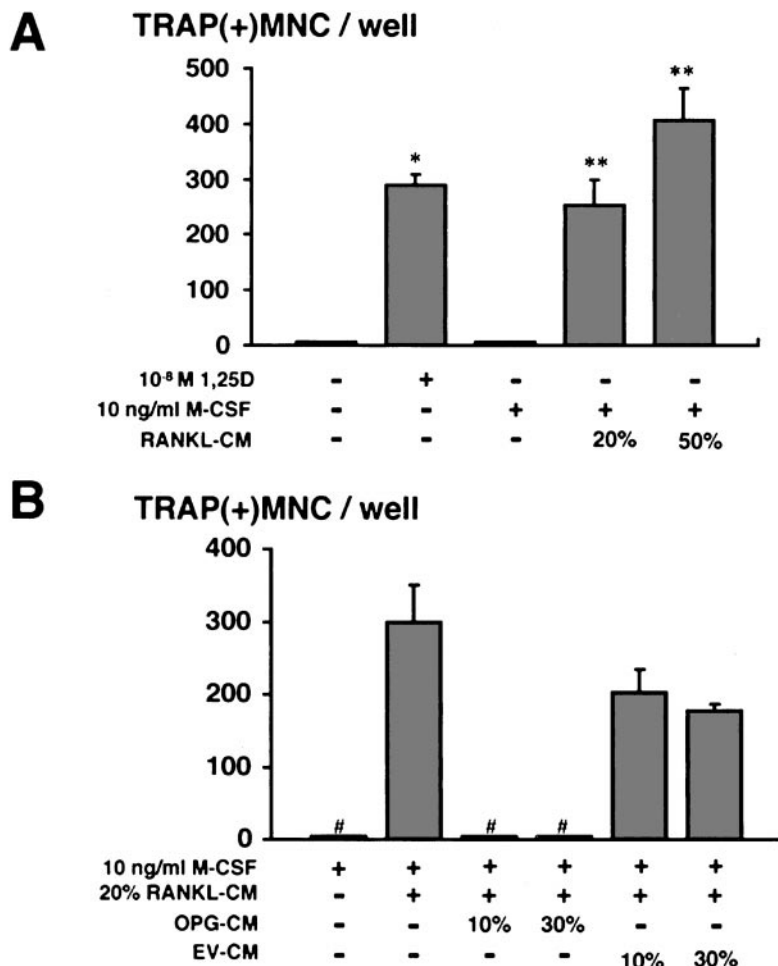 A
TRAP(+)MNC / well
500
400
300
200
100
0
*
**
**
10⁻⁸ M 1,25D - + - - -
10 ng/ml M-CSF - - + + +
RANKL-CM - - - 20% 50%
B
TRAP(+)MNC / well
400
300
200
100
0
# # #
10 ng/ml M-CSF + + + + + +
20% RANKL-CM - + + + + +
OPG-CM - - 10% 30% - -
EV-CM - - - - 10% 30%